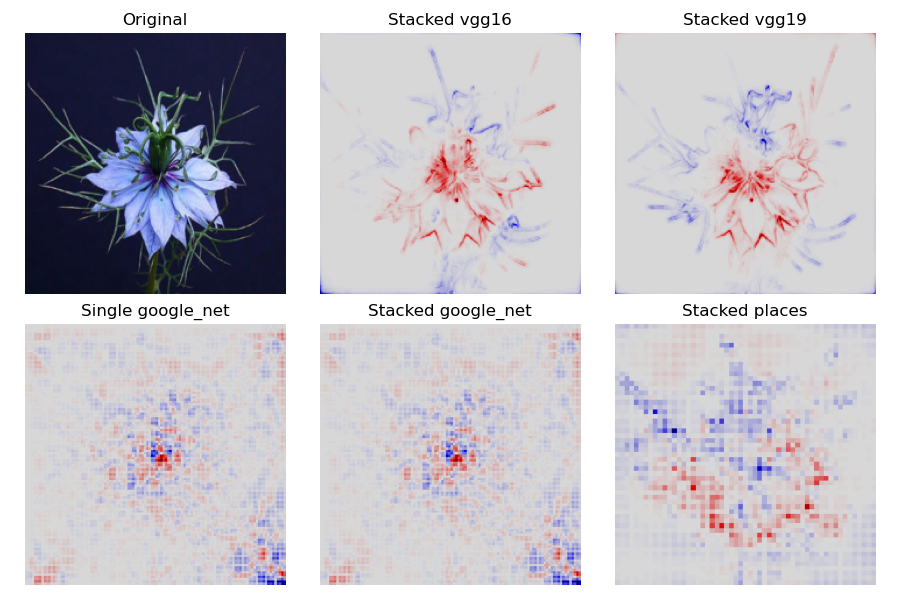 Original
Stacked vgg16
Stacked vgg19
Single google_net
Stacked google_net
Stacked places